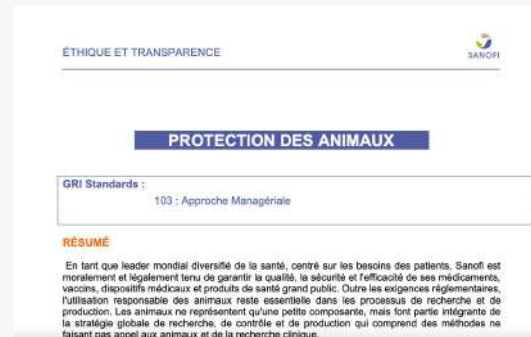 ÉTHIQUE ET TRANSPARENCE
SANOFI
PROTECTION DES ANIMAUX
GRI Standards :
103 : Approche Managériale
RÉSUMÉ
En tant que leader mondial diversifié de la santé, centré sur les besoins des patients, Sanofi est
moralement et légalement tenu de garantir la qualité, la sécurité et l'efficacité de ses médicaments,
vaccins, dispositifs médicaux et produits de santé grand public. Outre les exigences réglementaires,
l'utilisation responsable des animaux reste essentielle dans les processus de recherche et de
production. Les animaux ne représentent qu'une petite composante, mais font partie intégrante de
la stratégie globale de recherche, de contrôle et de production qui comprend des méthodes ne
faisant pas appel aux animaux et de la recherche clinique.